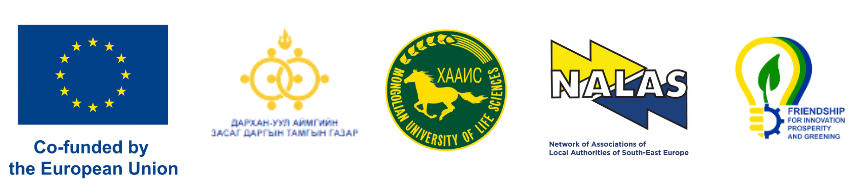 Co-funded by
the European Union
ДАРХАН-УУЛ АЙМГИЙН
ЗАСАГ ДАРГЫН ТАМГЫН ГАЗАР
ХААИС
MONGOLIAN UNIVERSITY OF LIFE SCIENCES
NALAS
Network of Associations of
Local Authorities of South-East Europe
FRIENDSHIP
FOR INNOVATION
PROSPERITY
AND GREENING